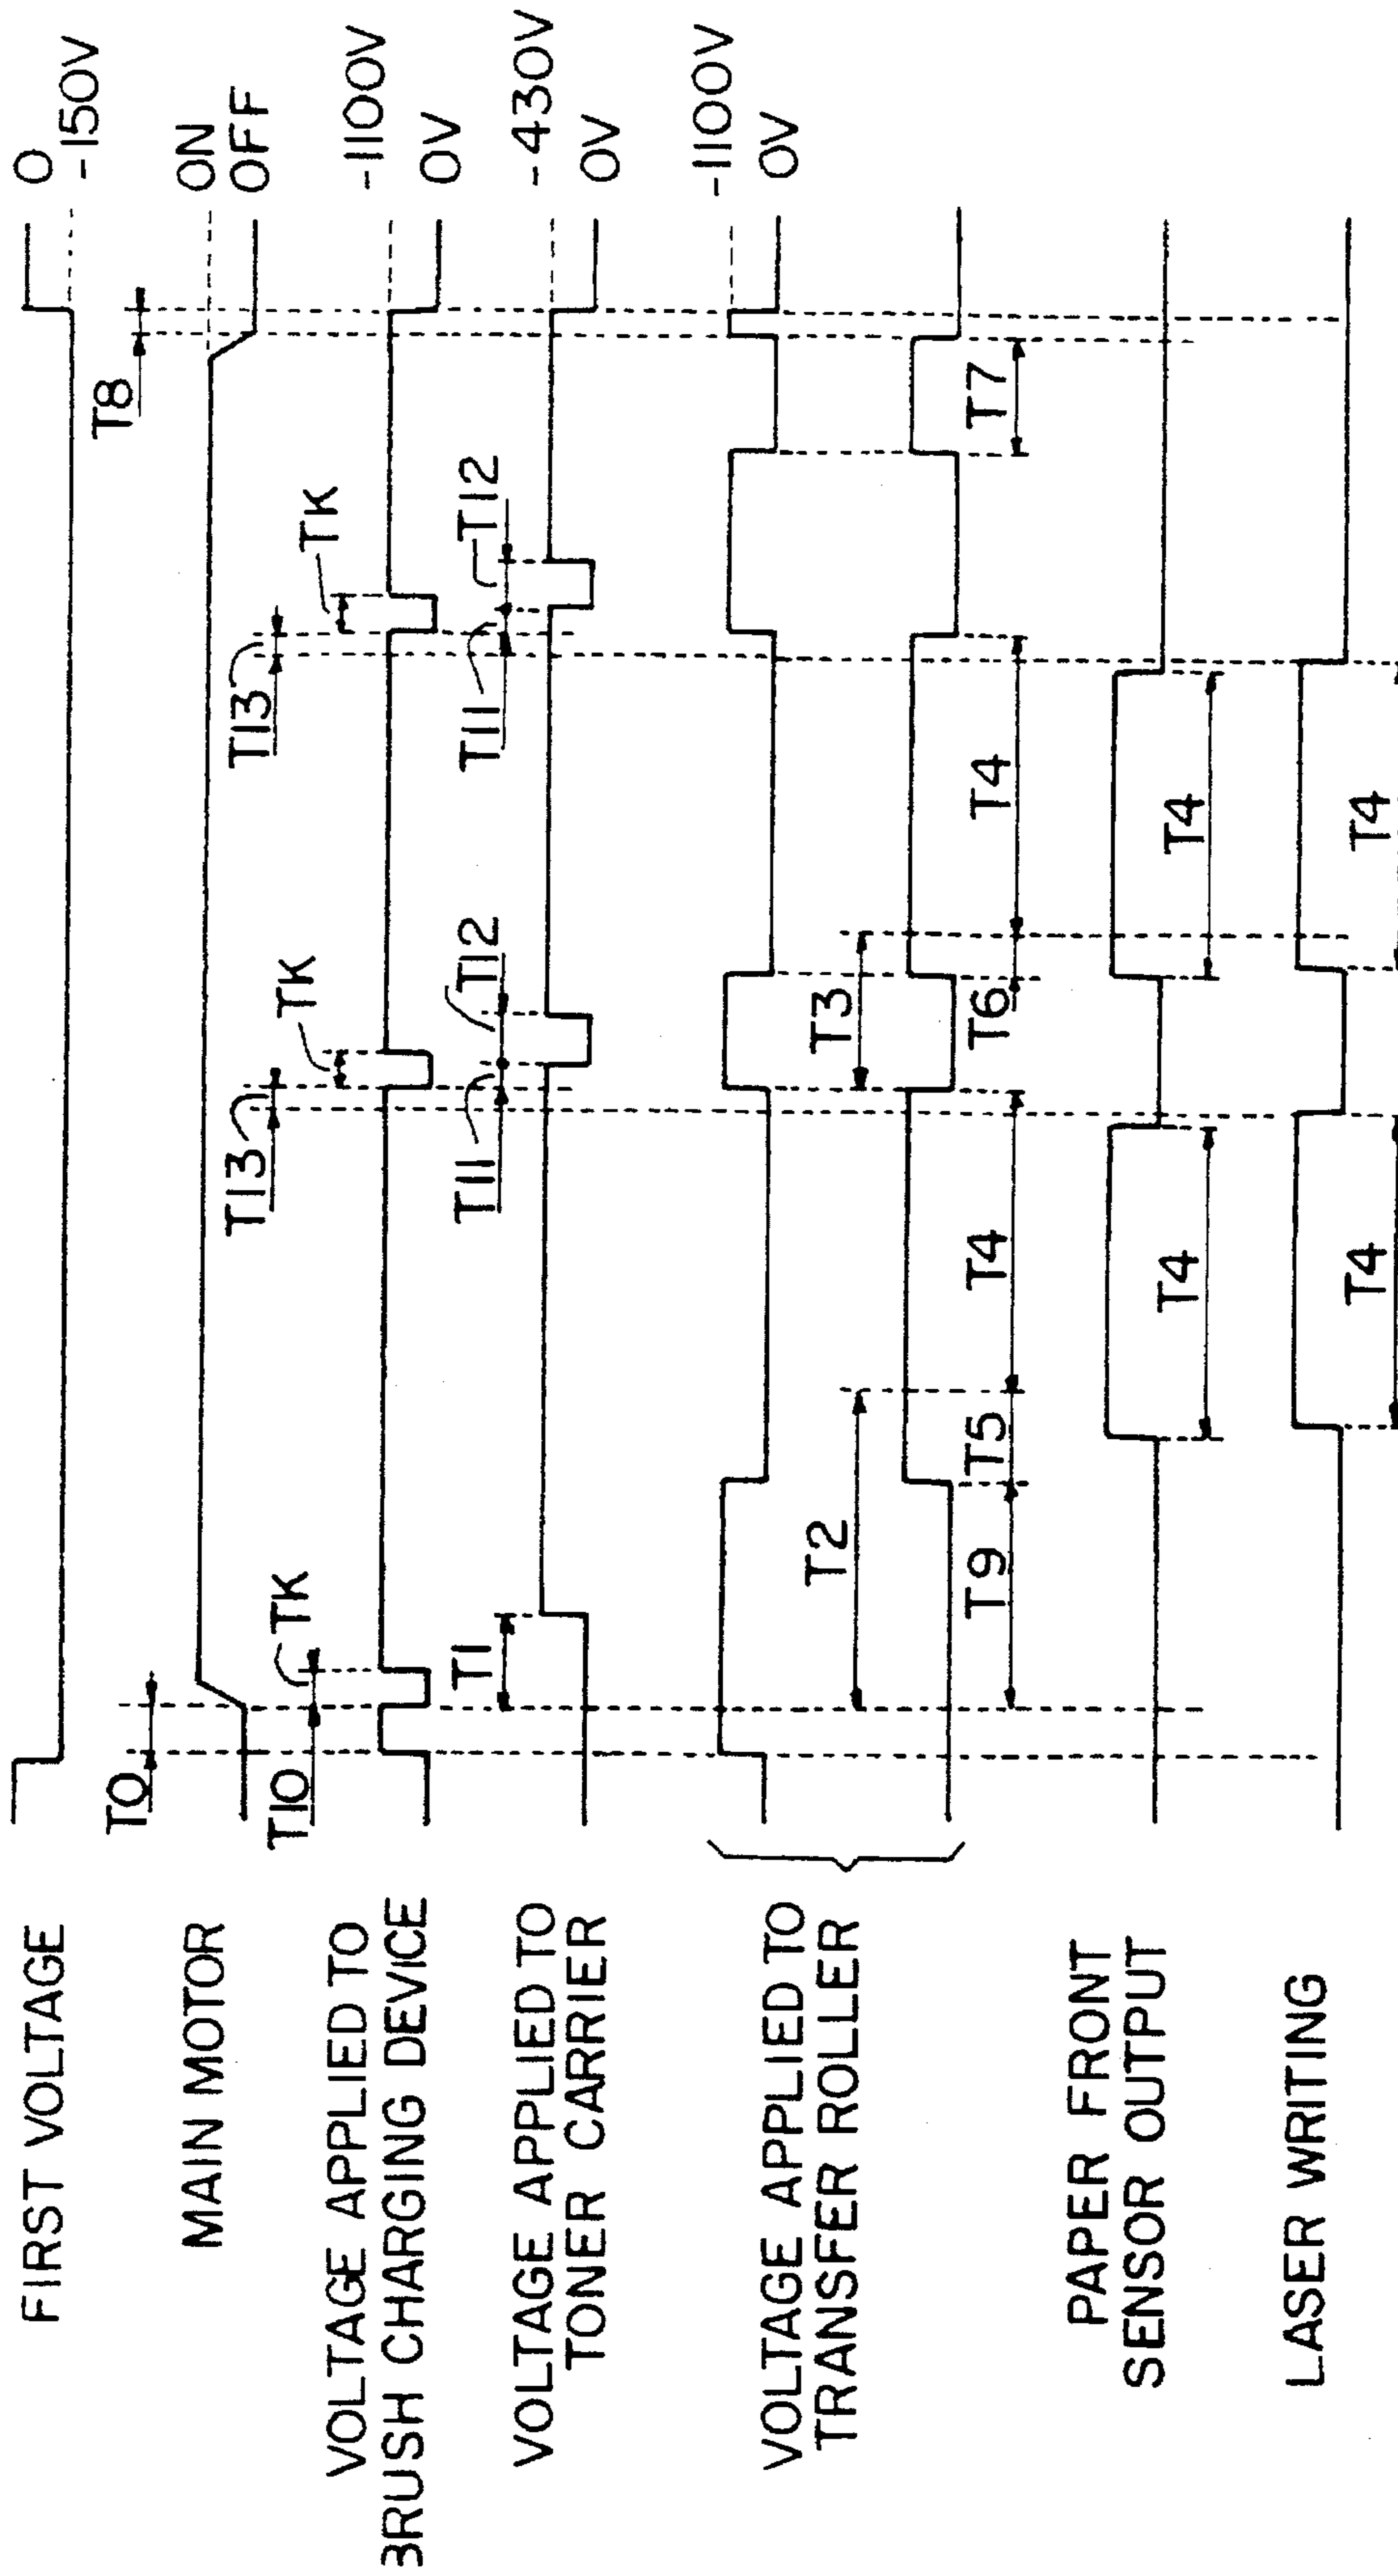 FIRST VOLTAGE
0
-150V
T0
T8
MAIN MOTOR
ON
OFF
T10
TK
T13
TK
T13
TK
VOLTAGE APPLIED TO
BRUSH CHARGING DEVICE
-1100V
0V
T1
T11
T12
T11
T12
VOLTAGE APPLIED TO
TONER CARRIER
-430V
0V
VOLTAGE APPLIED TO
TRANSFER ROLLER
-1100V
0V
T2
T3
T9
T5
T4
T6
T4
T7
PAPER FRONT
SENSOR OUTPUT
T4
T4
LASER WRITING
T4
T4